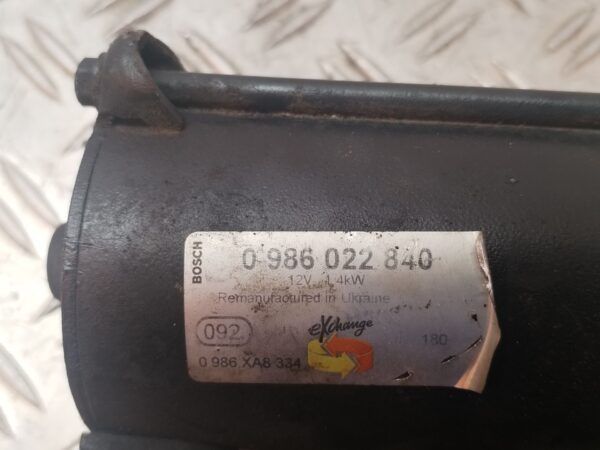 BOSCH
0 986 022 840
12V 1.4kW
Remanufactured in Ukraine
092
eXchange
180
0 986 XA8 334